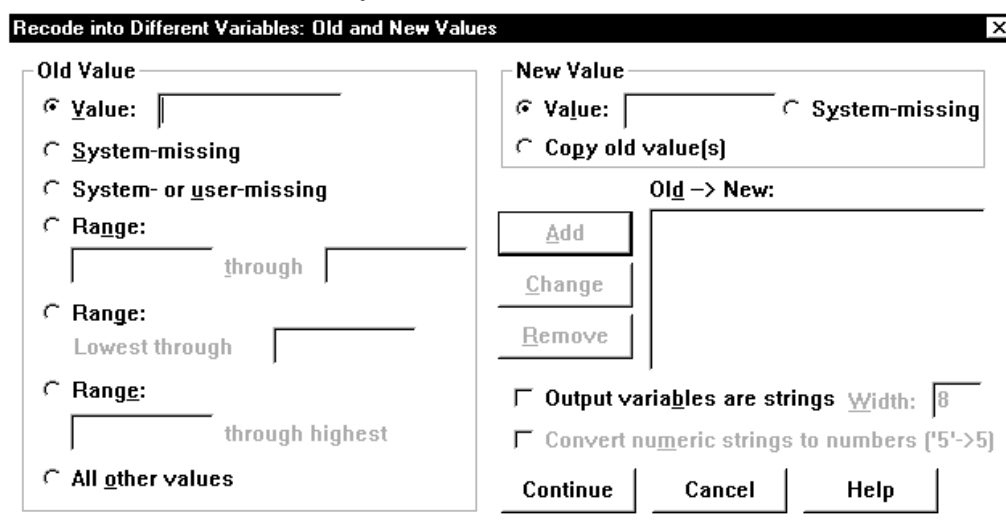 Recode into Different Variables: Old and New Values
Old Value
Value:
System-missing
System- or user-missing
Range:
through
Range:
Lowest through
Range:
through highest
All other values
New Value
Value: System-missing
Copy old value(s)
Old -> New:
Add
Change
Remove
Output variables are strings Width: 8
Convert numeric strings to numbers ('5'->5)
Continue Cancel Help